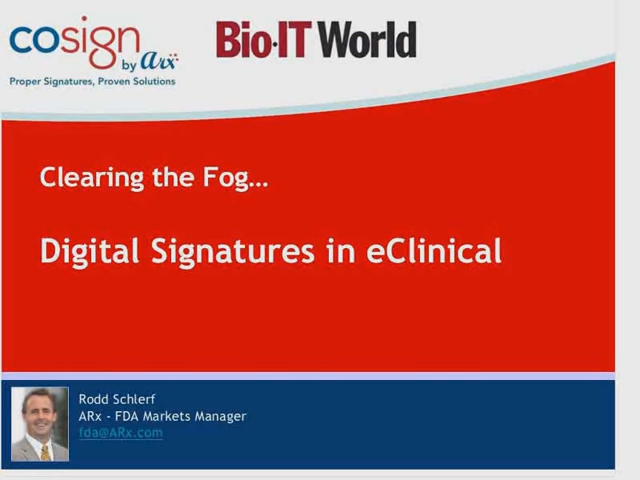 cosign
by arx
Proper Signatures, Proven Solutions
Bio·IT World
Clearing the Fog…
Digital Signatures in eClinical
Rodd Schlerf
ARx - FDA Markets Manager
fda@ARx.com